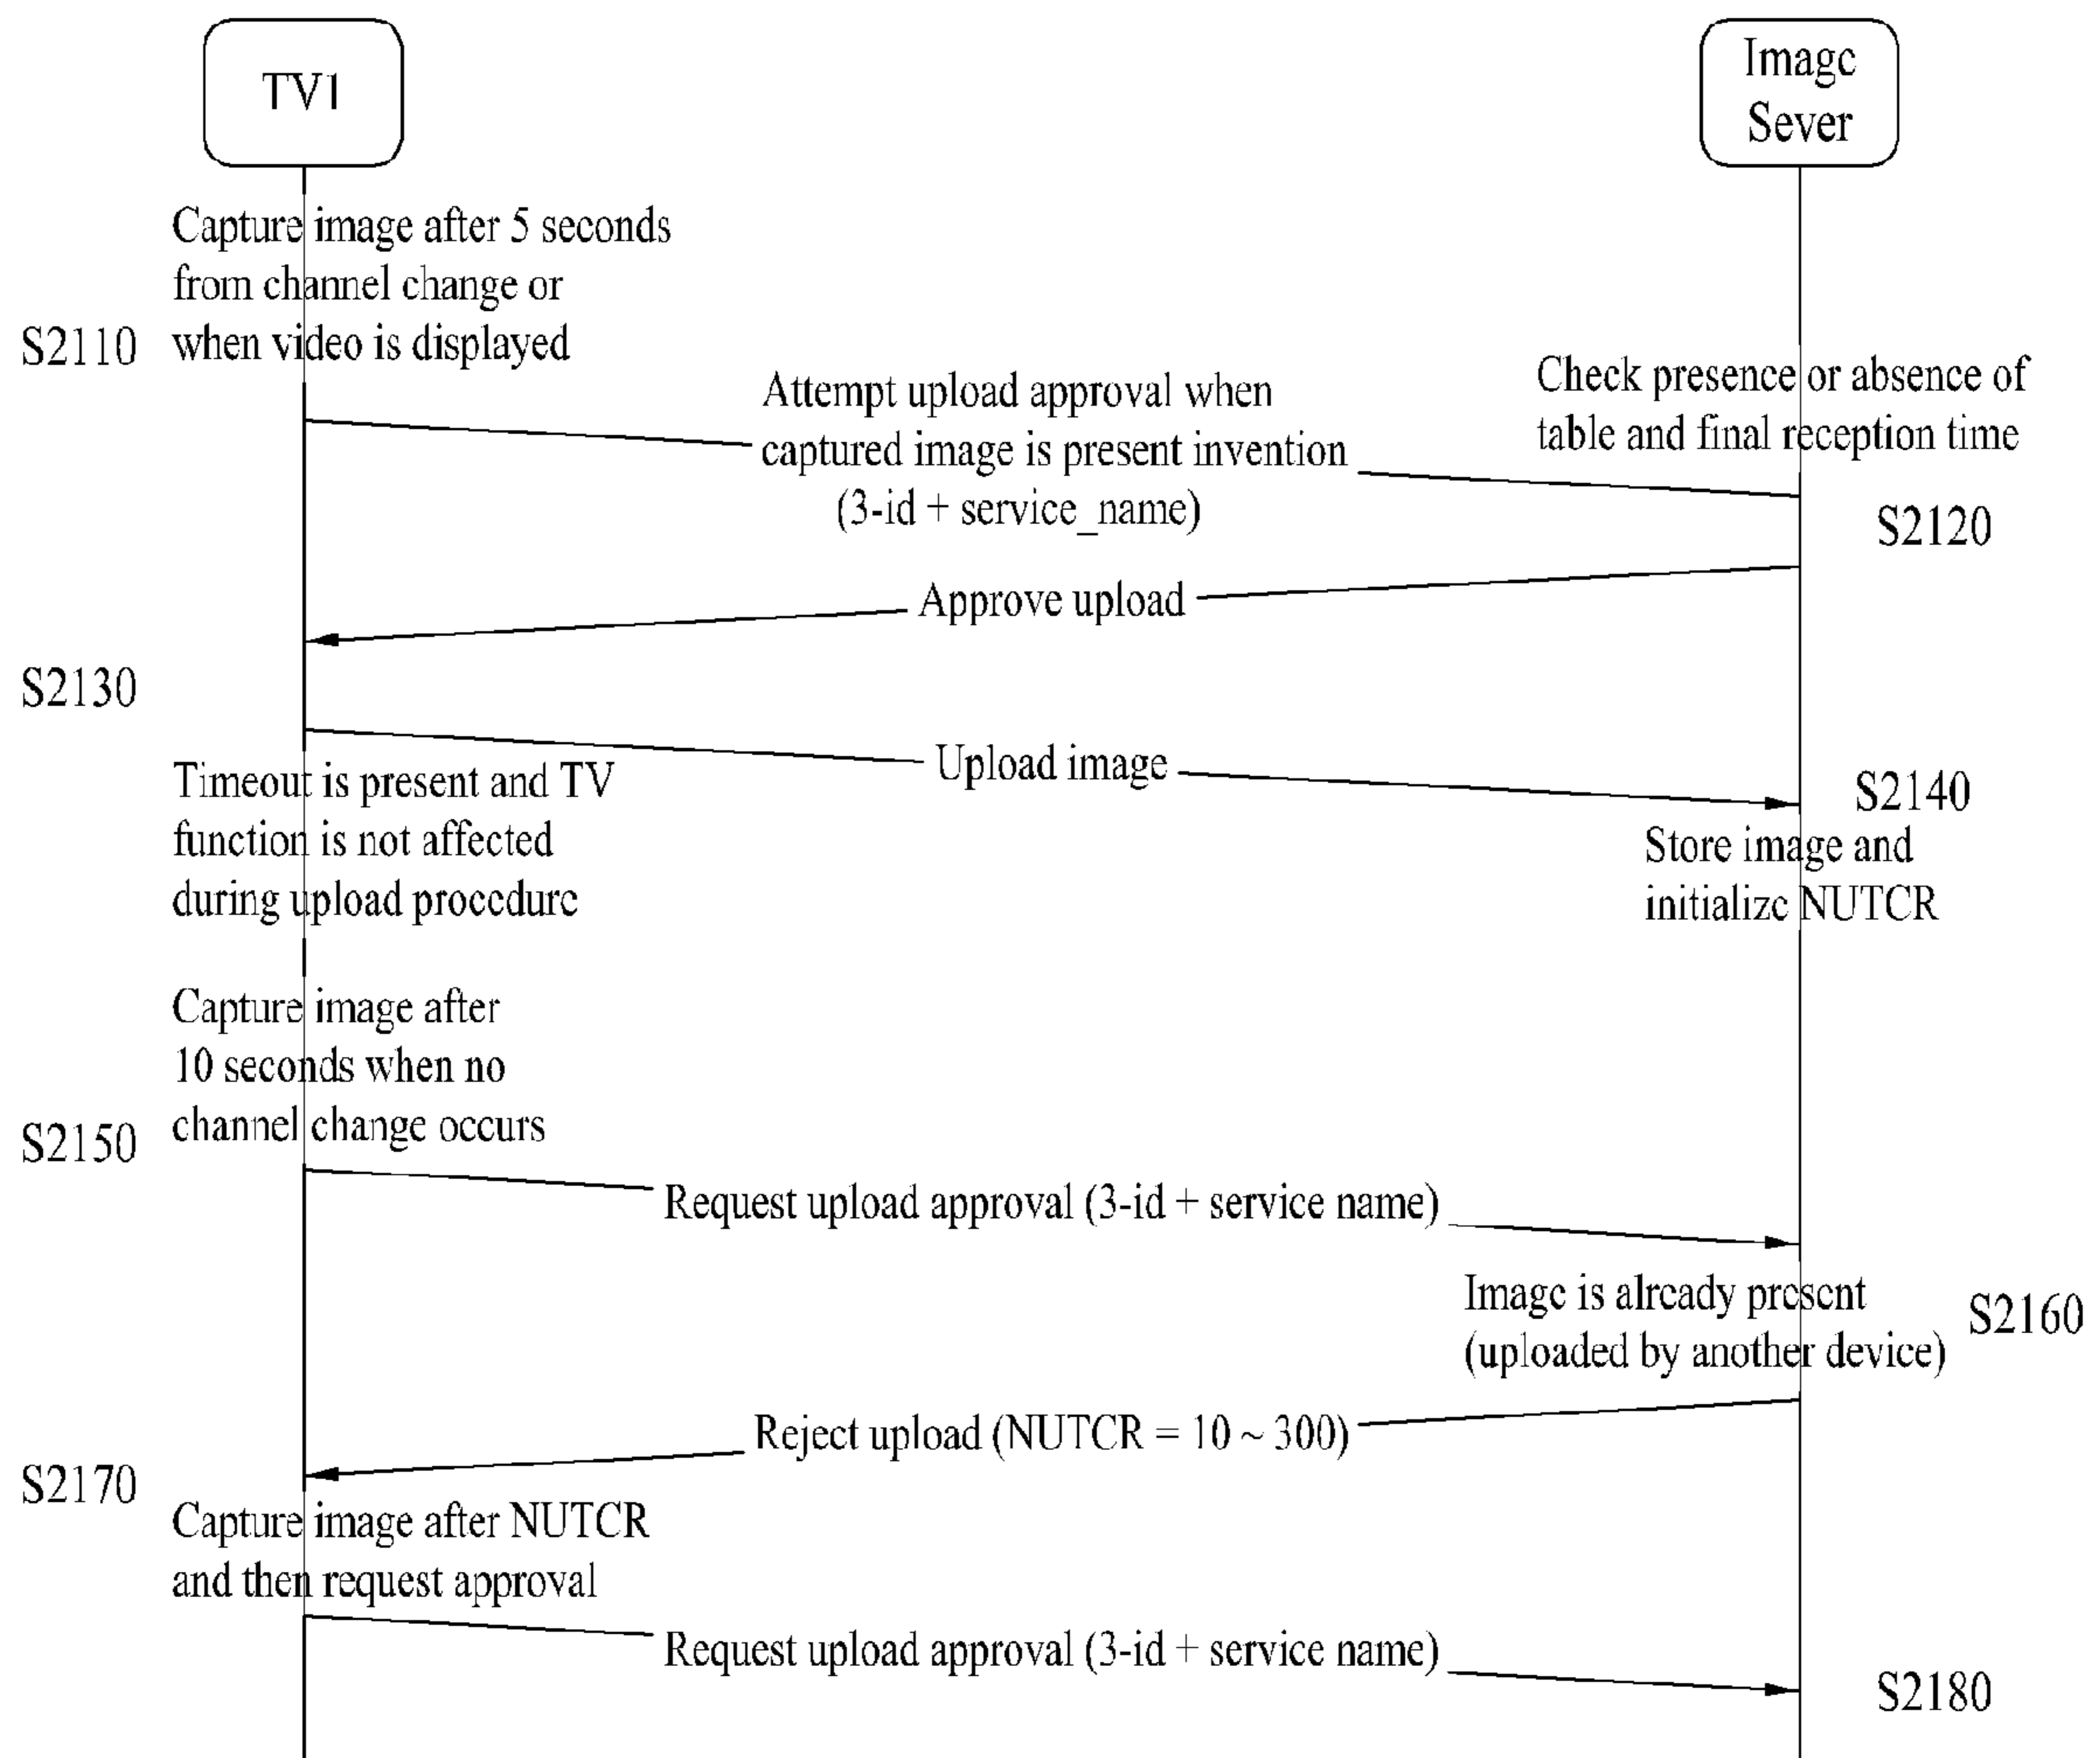 TV1
Image
Sever
Capture image after 5 seconds
from channel change or
when video is displayed
S2110
Check presence or absence of
table and final reception time
Attempt upload approval when
captured image is present invention
(3-id + service_name)
S2120
Approve upload
S2130
Upload image
S2140
Timeout is present and TV
function is not affected
during upload procedure
Store image and
initialize NUTCR
Capture image after
10 seconds when no
channel change occurs
S2150
Request upload approval (3-id + service name)
Image is already present
(uploaded by another device)
S2160
Reject upload (NUTCR = 10 ~ 300)
S2170
Capture image after NUTCR
and then request approval
Request upload approval (3-id + service name)
S2180